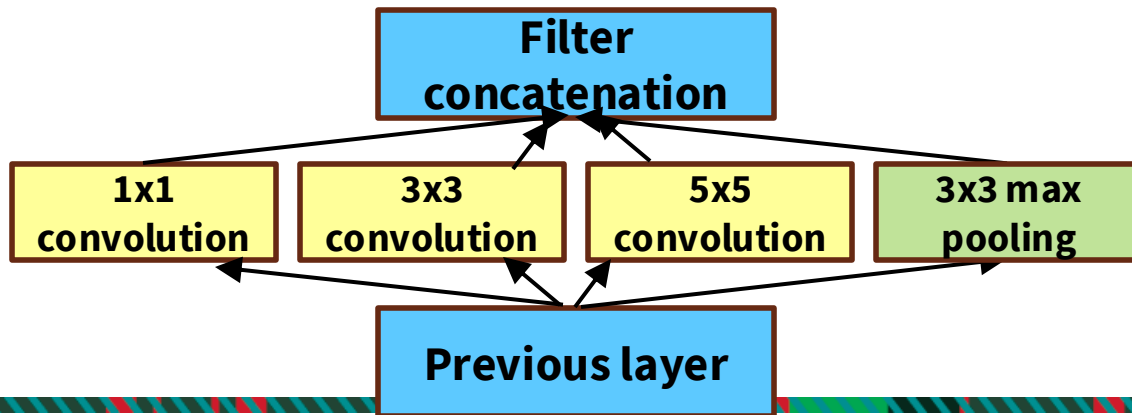 Filter
concatenation
1x1
convolution
3x3
convolution
5x5
convolution
3x3 max
pooling
Previous layer